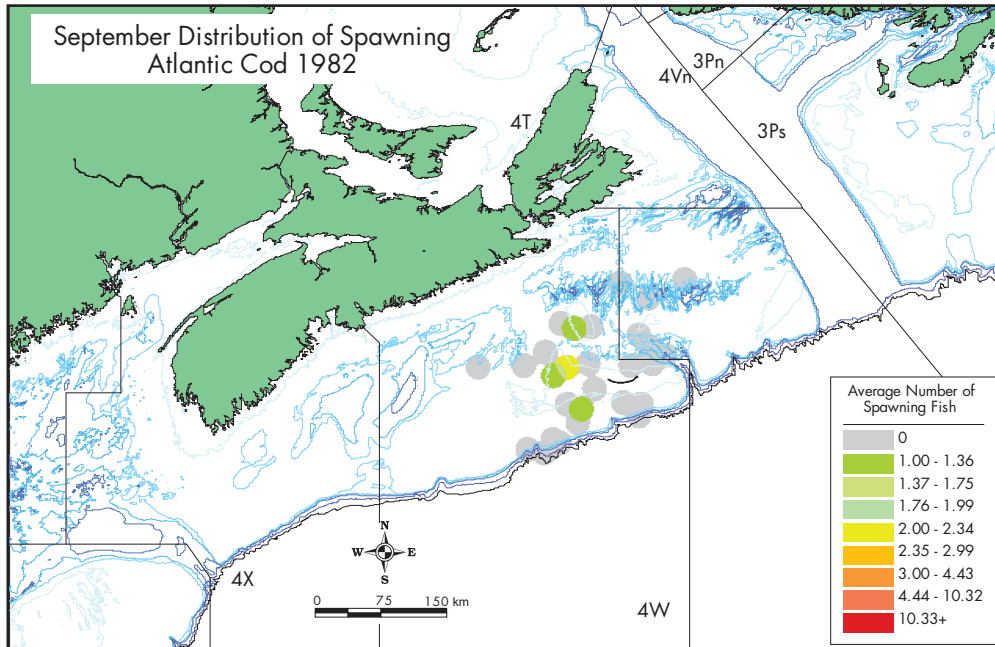 September Distribution of Spawning
Atlantic Cod 1982
3Pn
4Vn
4T
3Ps
Average Number of
Spawning Fish
0
1.00 - 1.36
1.37 - 1.75
1.76 - 1.99
2.00 - 2.34
2.35 - 2.99
3.00 - 4.43
4.44 - 10.32
10.33+
N
W E
S
4X
0 75 150 km
4W